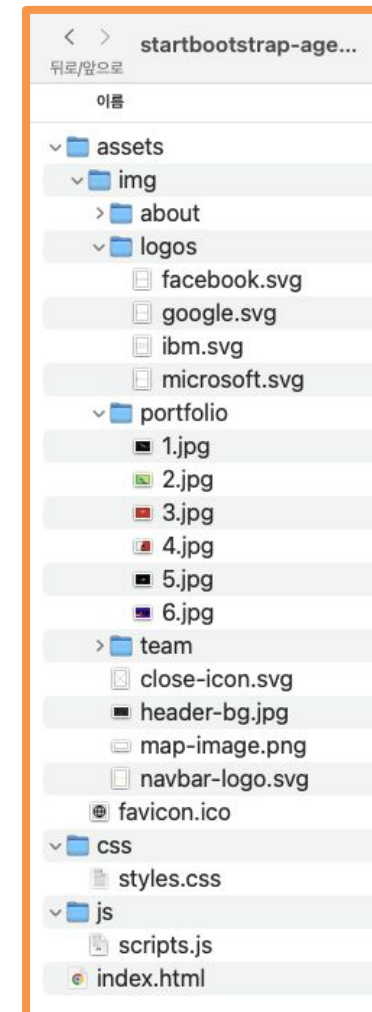 startbootstrap-age...
뒤로/앞으로
이름
assets
img
about
logos
facebook.svg
google.svg
ibm.svg
microsoft.svg
portfolio
1.jpg
2.jpg
3.jpg
4.jpg
5.jpg
6.jpg
team
close-icon.svg
header-bg.jpg
map-image.png
navbar-logo.svg
favicon.ico
css
styles.css
js
scripts.js
index.html